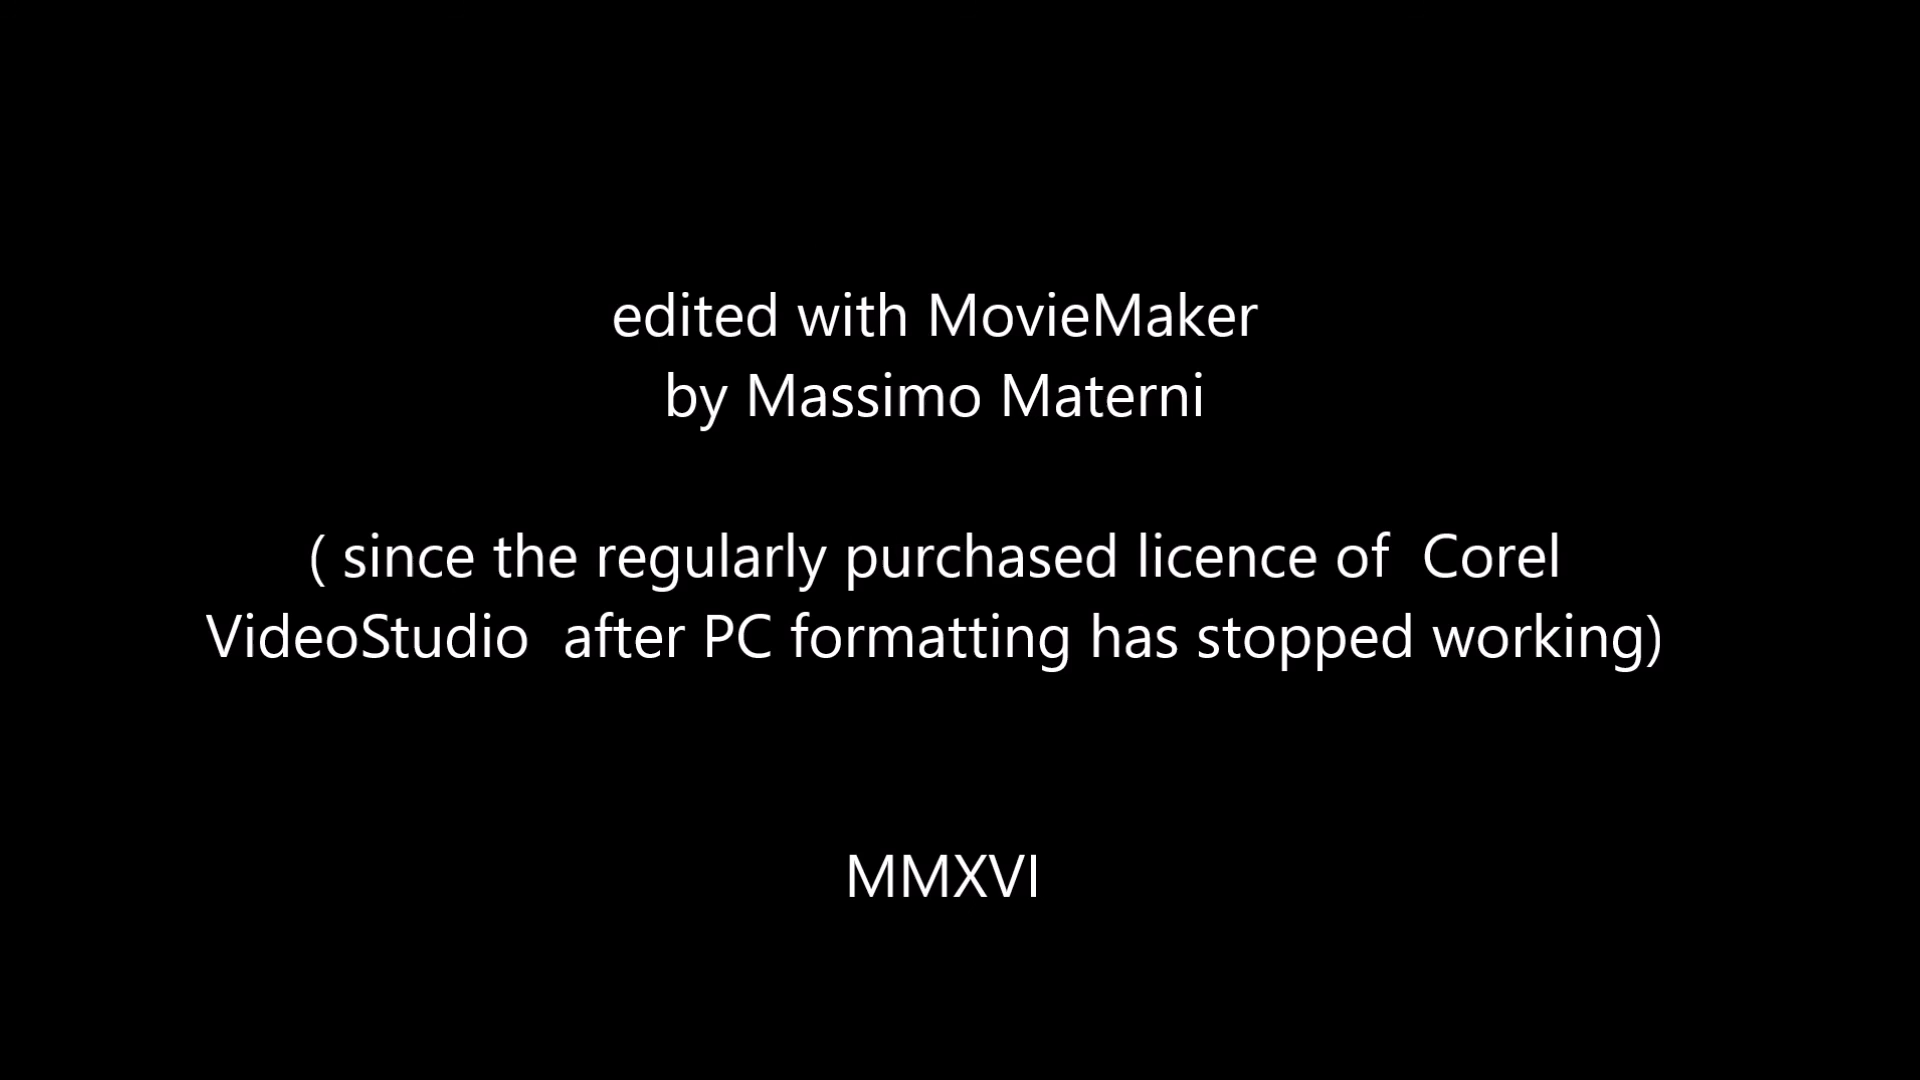 edited with MovieMaker
by Massimo Materni
( since the regularly purchased licence of  Corel
VideoStudio  after PC formatting has stopped working)
MMXVI